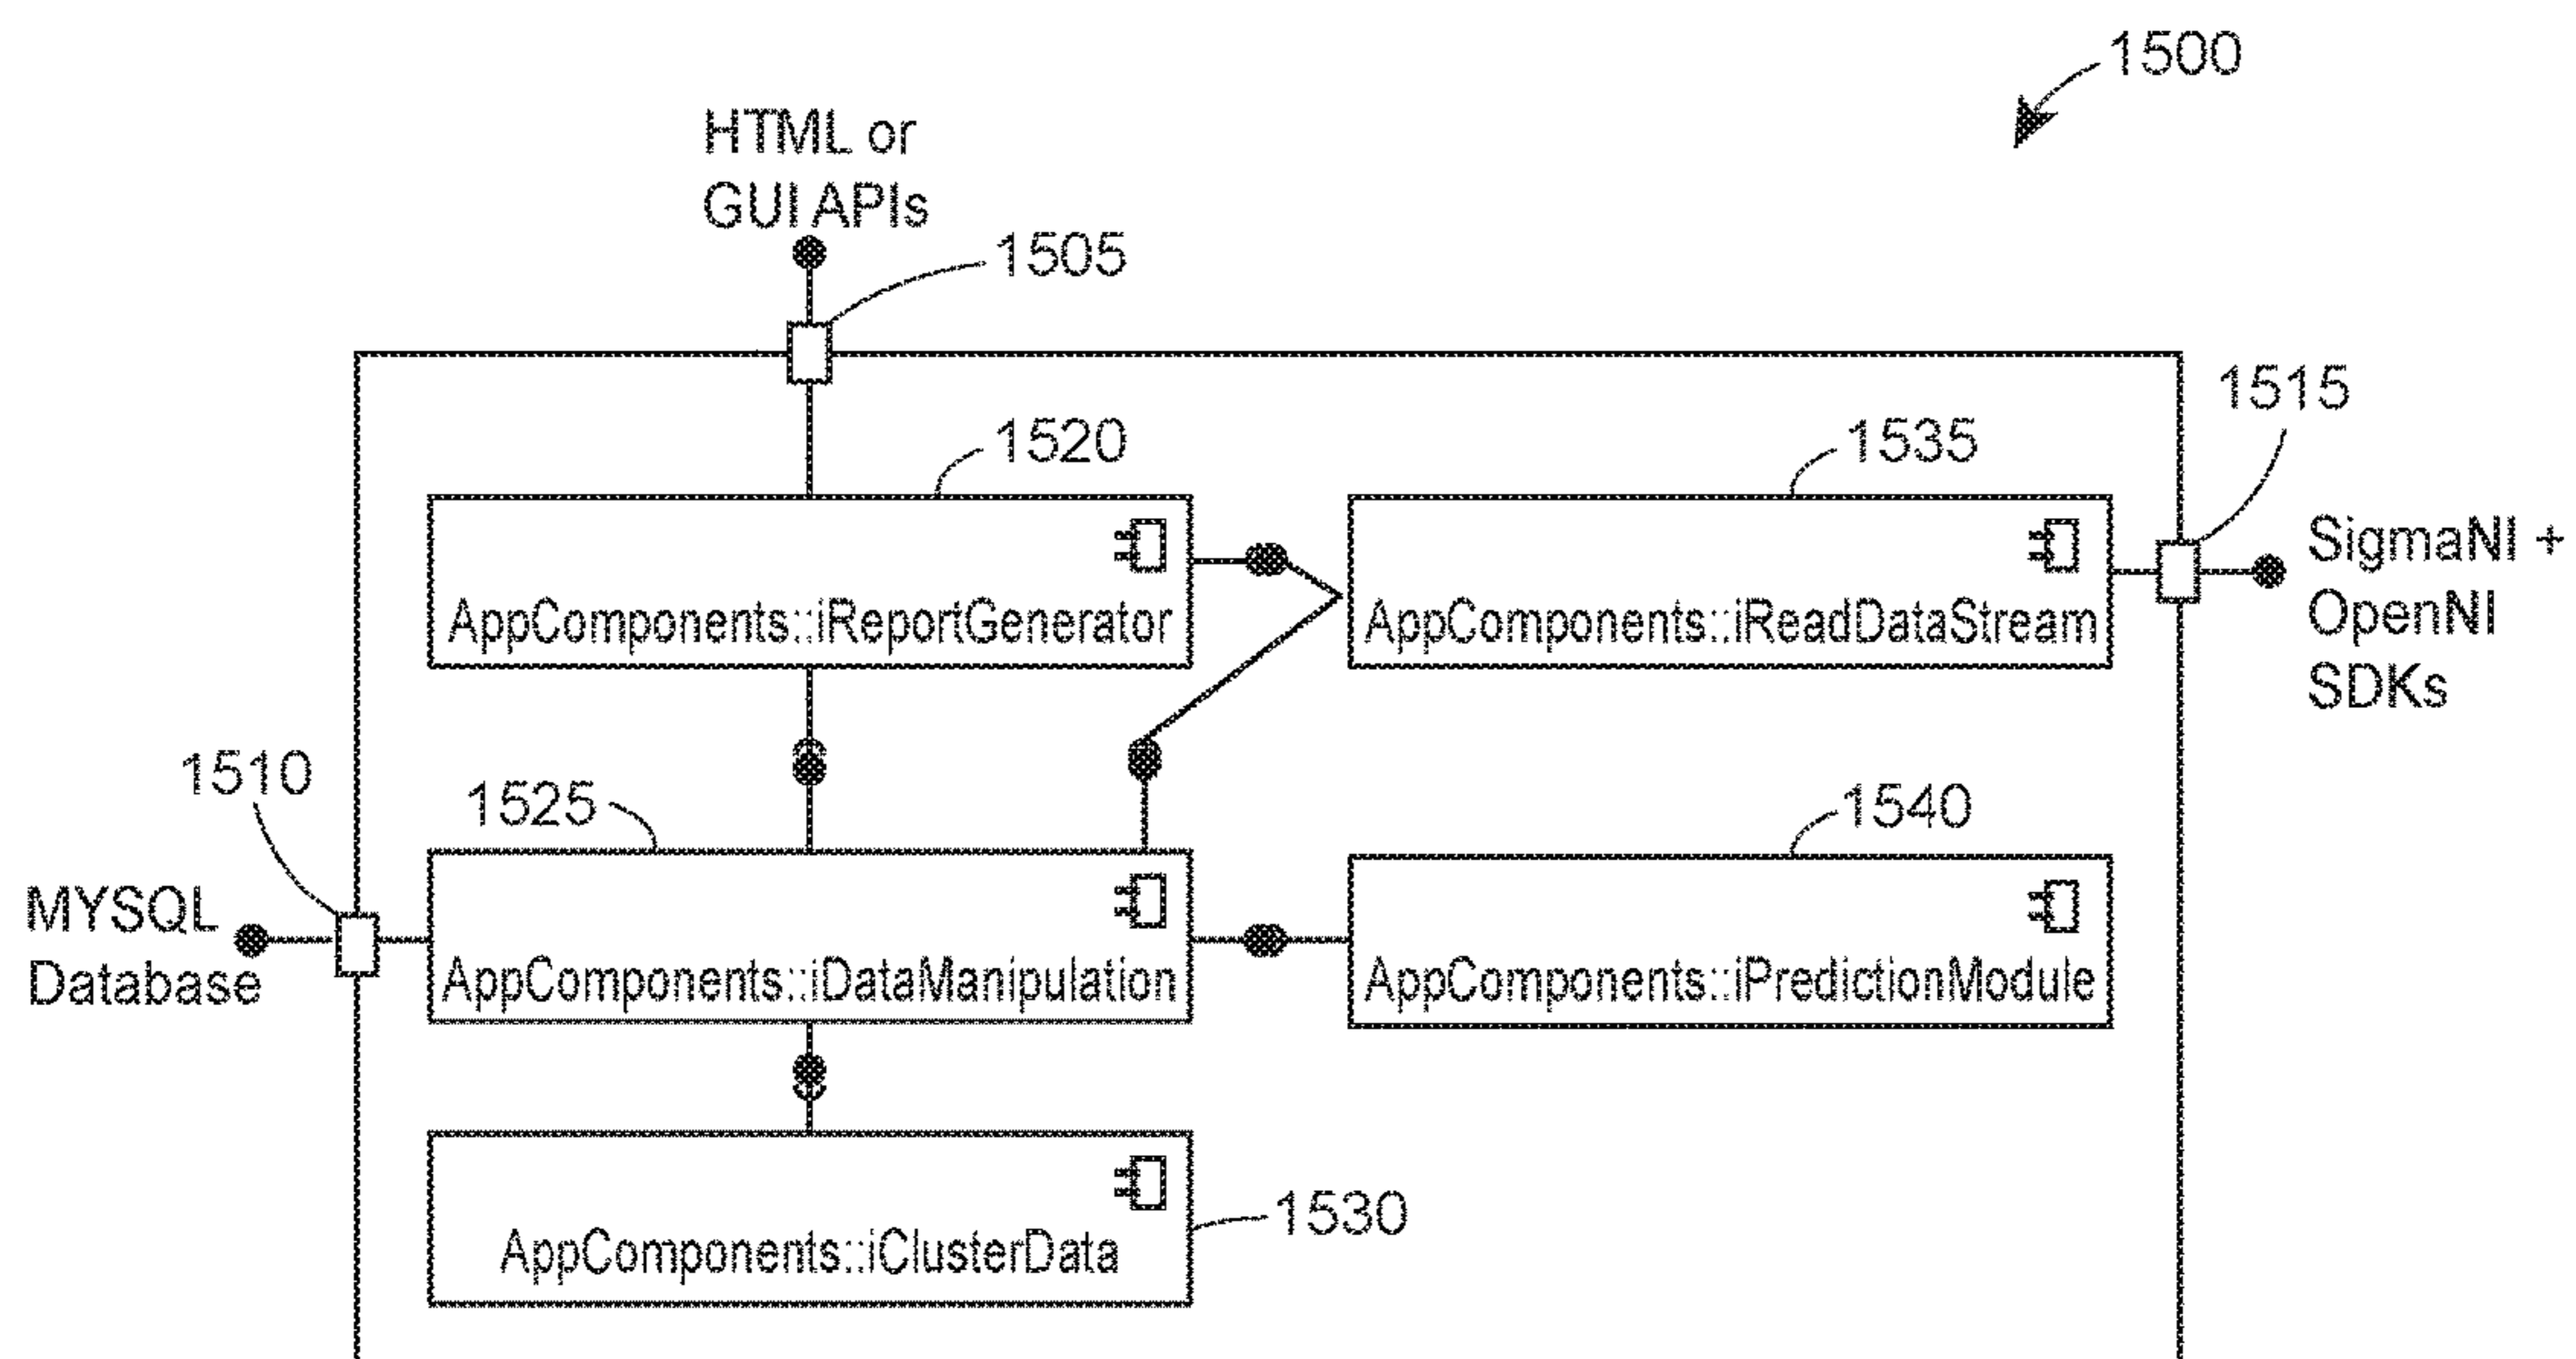 1500
HTML or
GUI APIs
1505
1515
1520
1535
SigmaNI +
OpenNI
SDKs
AppComponents::iReportGenerator
AppComponents::iReadDataStream
1510
1525
1540
MYSQL
Database
AppComponents::iDataManipulation
AppComponents::iPredictionModule
1530
AppComponents::iClusterData